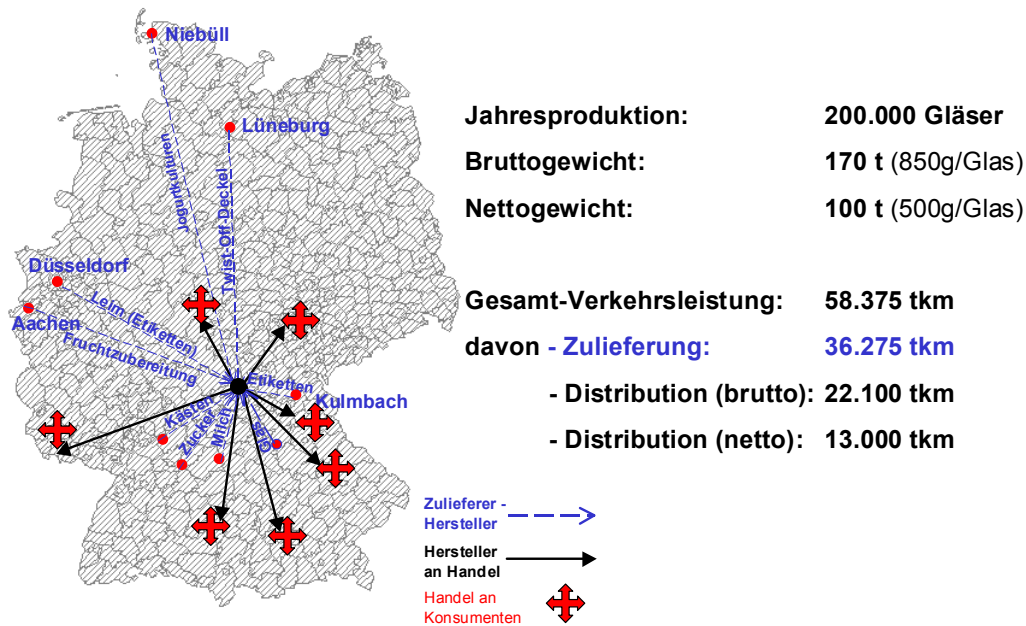 Niebüll
Lüneburg
Jogurtkulturen
Twist-Off-Deckel
Düsseldorf
Leim (Etiketten)
Aachen
Fruchtzubereitung
Etiketten
Kulmbach
Kästen
Zucker
Milch
Glas
Jahresproduktion: 200.000 Gläser
Bruttogewicht: 170 t (850g/Glas)
Nettogewicht: 100 t (500g/Glas)
Gesamt-Verkehrsleistung: 58.375 tkm
davon - Zulieferung: 36.275 tkm
- Distribution (brutto): 22.100 tkm
- Distribution (netto): 13.000 tkm
Zulieferer -
Hersteller
Hersteller
an Handel
Handel an
Konsumenten